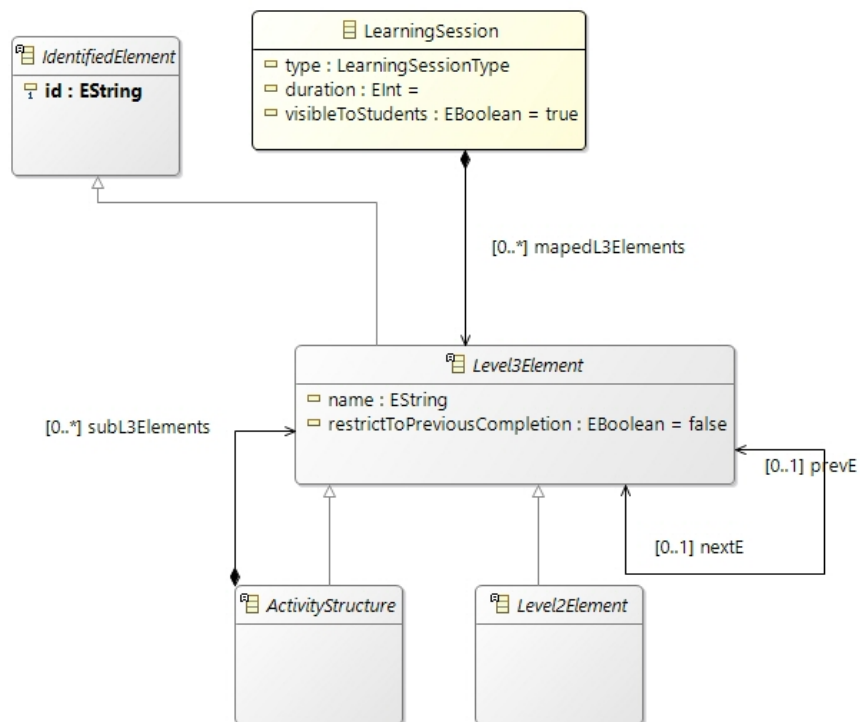 LearningSession
type : LearningSessionType
duration : EInt =
visibleToStudents : EBoolean = true
IdentifiedElement
id : EString
[0..*] mapedL3Elements
Level3Element
name : EString
restrictToPreviousCompletion : EBoolean = false
[0..*] subL3Elements
[0..1] prevE
[0..1] nextE
ActivityStructure
Level2Element